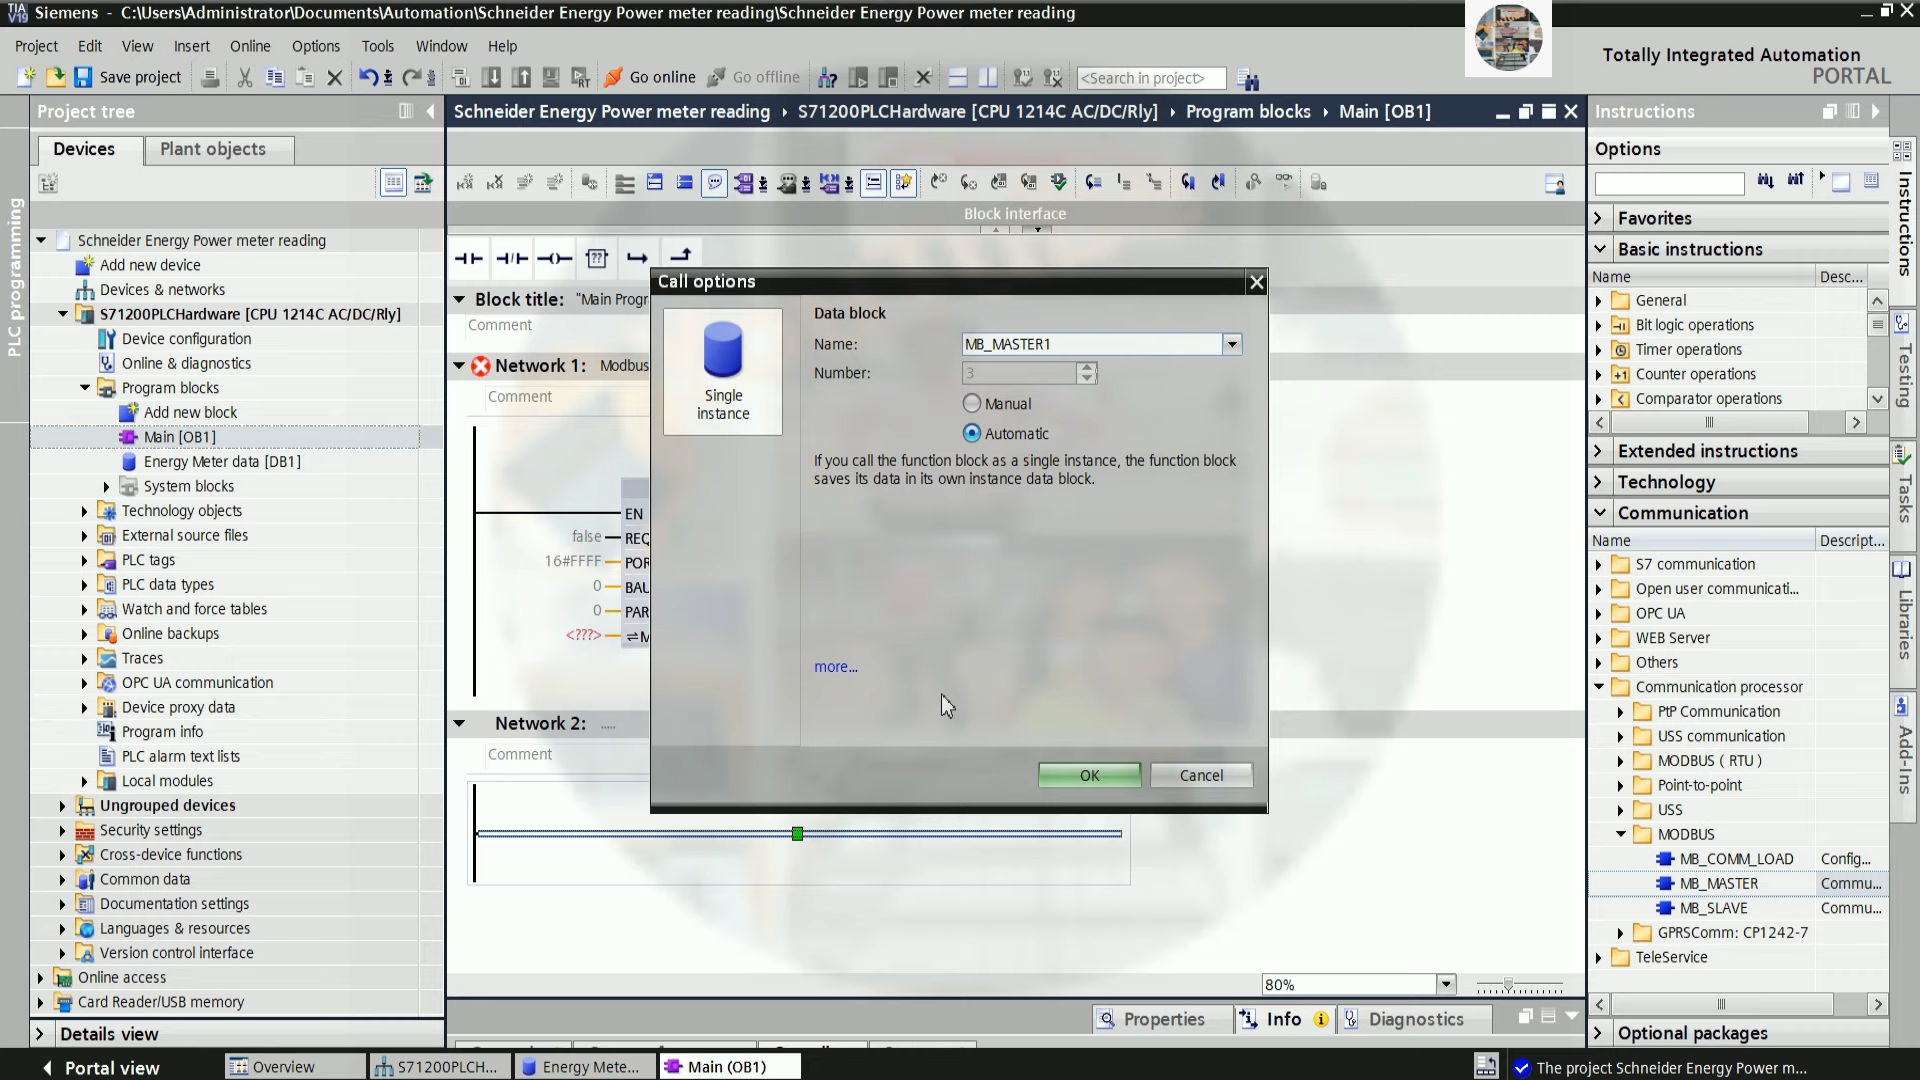 TIA
V19
Siemens - C:\Users\Administrator\Documents\Automation\Schneider Energy Power meter reading\Schneider Energy Power meter reading
Project Edit View Insert Online Options Tools Window Help
Totally Integrated Automation
PORTAL
Save project
Go online
Go offline
<Search in project>
Project tree
Schneider Energy Power meter reading › S71200PLCHardware [CPU 1214C AC/DC/Rly] › Program blocks › Main [OB1]
Instructions
Devices
Plant objects
Options
PLC programming
Block interface
Schneider Energy Power meter reading
Add new device
Devices & networks
S71200PLCHardware [CPU 1214C AC/DC/Rly]
Device configuration
Online & diagnostics
Program blocks
Add new block
Main [OB1]
Energy Meter data [DB1]
System blocks
Technology objects
External source files
PLC tags
PLC data types
Watch and force tables
Online backups
Traces
OPC UA communication
Device proxy data
Program info
PLC alarm text lists
Local modules
Ungrouped devices
Security settings
Cross-device functions
Common data
Documentation settings
Languages & resources
Version control interface
Online access
Card Reader/USB memory
Details view
Block title: "Main Progr
Comment
Network 1: Modbus
Comment
EN
false REQ
16#FFFF POR
0 BAU
0 PAR
<???> M
Network 2: .....
Comment
Call options
Single
instance
Data block
Name: MB_MASTER1
Number: 3
Manual
Automatic
If you call the function block as a single instance, the function block
saves its data in its own instance data block.
more...
OK
Cancel
80%
Properties
Info
Diagnostics
Favorites
Basic instructions
Name Desc...
General
Bit logic operations
Timer operations
Counter operations
Comparator operations
Extended instructions
Technology
Communication
Name Descript...
S7 communication
Open user communicati...
OPC UA
WEB Server
Others
Communication processor
PtP Communication
USS communication
MODBUS ( RTU )
Point-to-point
USS
MODBUS
MB_COMM_LOAD Config...
MB_MASTER Commu...
MB_SLAVE Commu...
GPRSComm: CP1242-7
TeleService
Optional packages
Instructions
Testing
Tasks
Libraries
Add-Ins
Portal view
Overview
S71200PLCH...
Energy Mete...
Main (OB1)
The project Schneider Energy Power m...